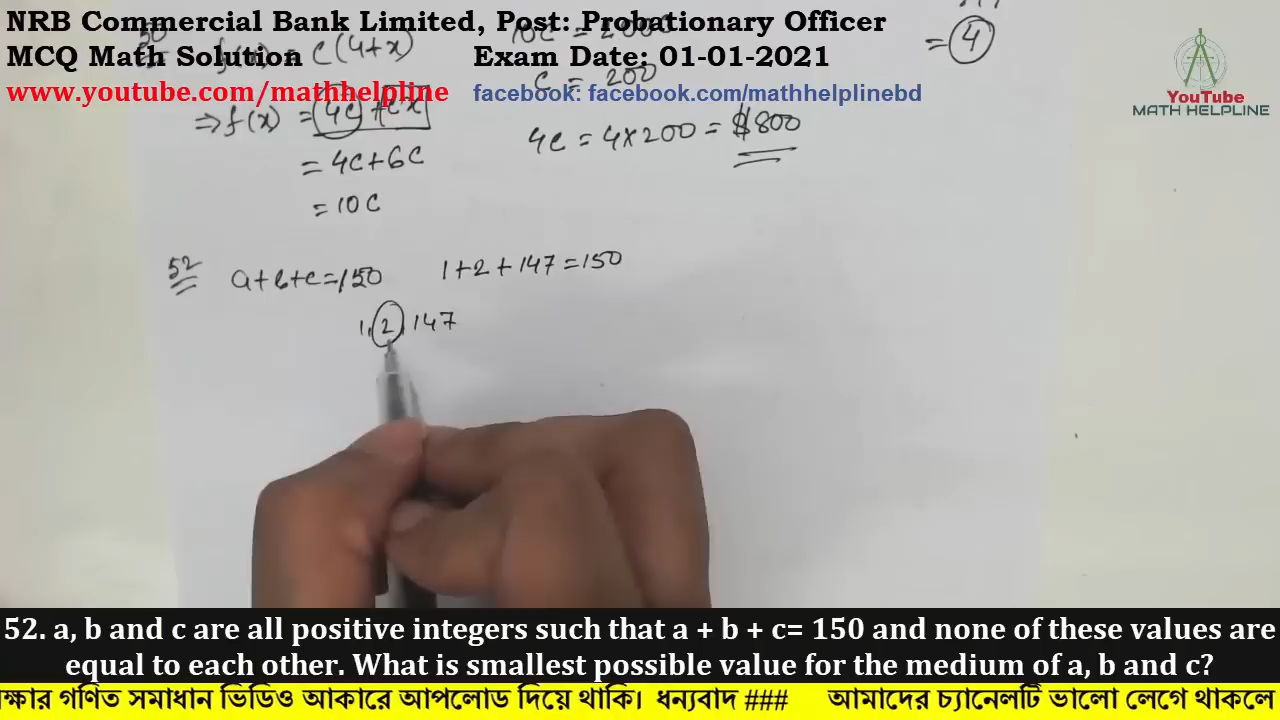 NRB Commercial Bank Limited, Post: Probationary Officer
MCQ Math Solution Exam Date: 01-01-2021
www.youtube.com/mathhelpline facebook: facebook.com/mathhelplinebd
YouTube
MATH HELPLINE
50
f(x) = C(4+x)
⇒ f(x) = 4C + Cx
= 4C+6C
= 10C
10C = 2000
C = 200
4C = 4×200 = $800
= 4
52 a+b+c=150 1+2+147=150
1, 2, 147
52. a, b and c are all positive integers such that a + b + c= 150 and none of these values are
equal to each other. What is smallest possible value for the medium of a, b and c?
ক্ষার গণিত সমাধান ভিডিও আকারে আপলোড দিয়ে থাকি। ধন্যবাদ ### আমাদের চ্যানেলটি ভালো লেগে থাকলে